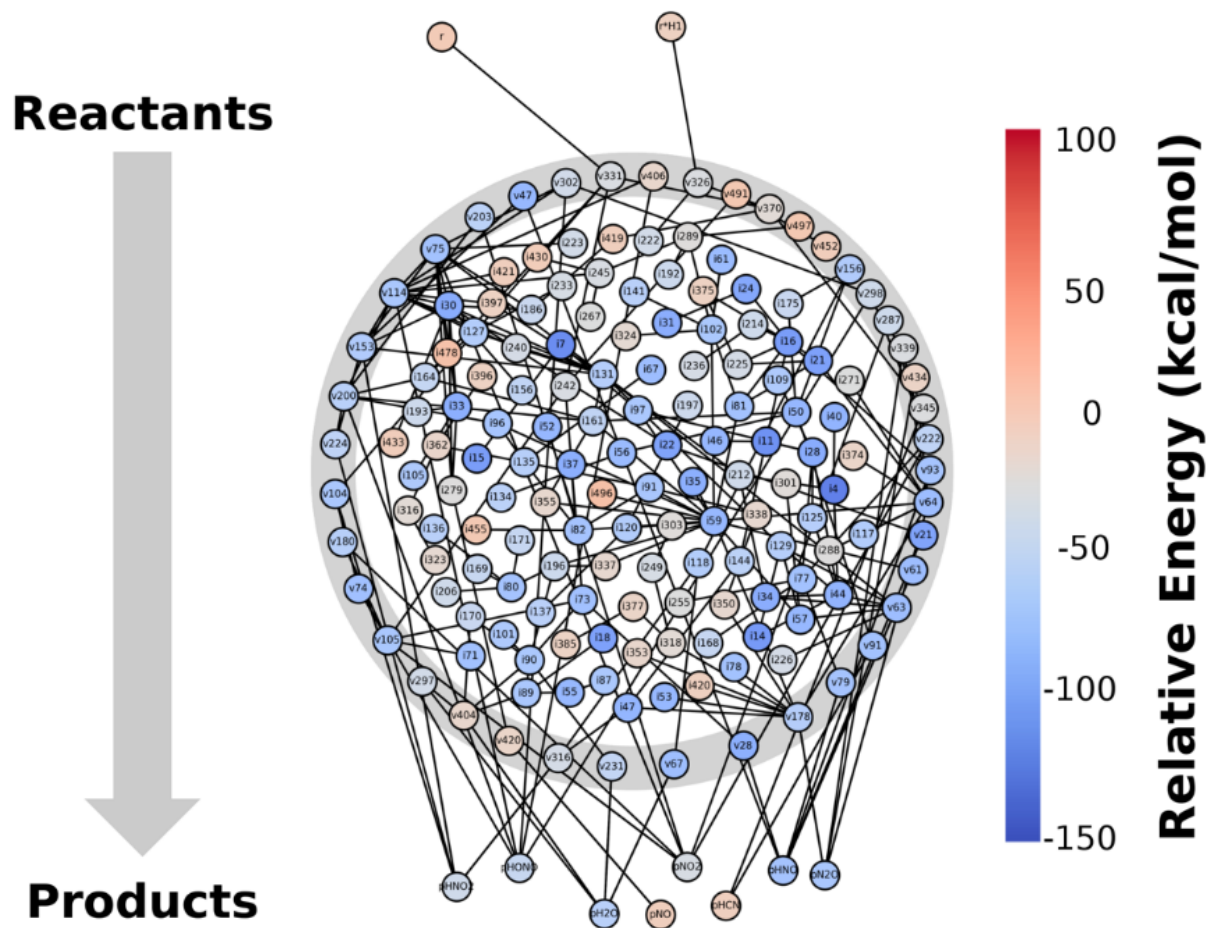 r
r*H1
Reactants
100
v331 v406
v302 v326
v47 v491
v203 v370
v497
v75 i223 i419 i222 i289 v452
i430 i61 v156
i421 i245 i192
v114 i233 i141 i375 i24 v298
i30 i397 i186 i267 i175
50
v153 i127 i324 i31 i102 i214 v287
i478 i240 i7 i16 v339
i164 i396 i131 i67 i236 i225 i21
v200 i156 i242 i109 i271 v434
i193 i33 i96 i161 i97 i197 i81 i50 i40 v345
0
v224 i433 i362 i52 i22 i46 i11 v222
i15 i135 i37 i56 i28 i374 v93
i105 i279 i212
v104 i134 i355 i496 i91 i35 i301 i4 v64
i316 i136 i455 i82 i120 i303 i59 i338 i125
v180 i171 i129 i117 v21
-50
i323 i169 i196 i337 i249 i118 i144 i288 v61
v74 i206 i80 i73 i255 i350 i34 i77 i44
i170 i137 i377 i57 v63
v105 i101 i385 i18 i353 i318 i168 i14 v91
i71 i90 i78 i226
v297 i89 i55 i87 i53 i420 v79
-100
v404 i47 v178
v420 v316 v231 v67 v28
-150
pHNO2 pHONO pH2O pNO pNO2 pHCN pHNO pN2O
Products
Relative Energy (kcal/mol)